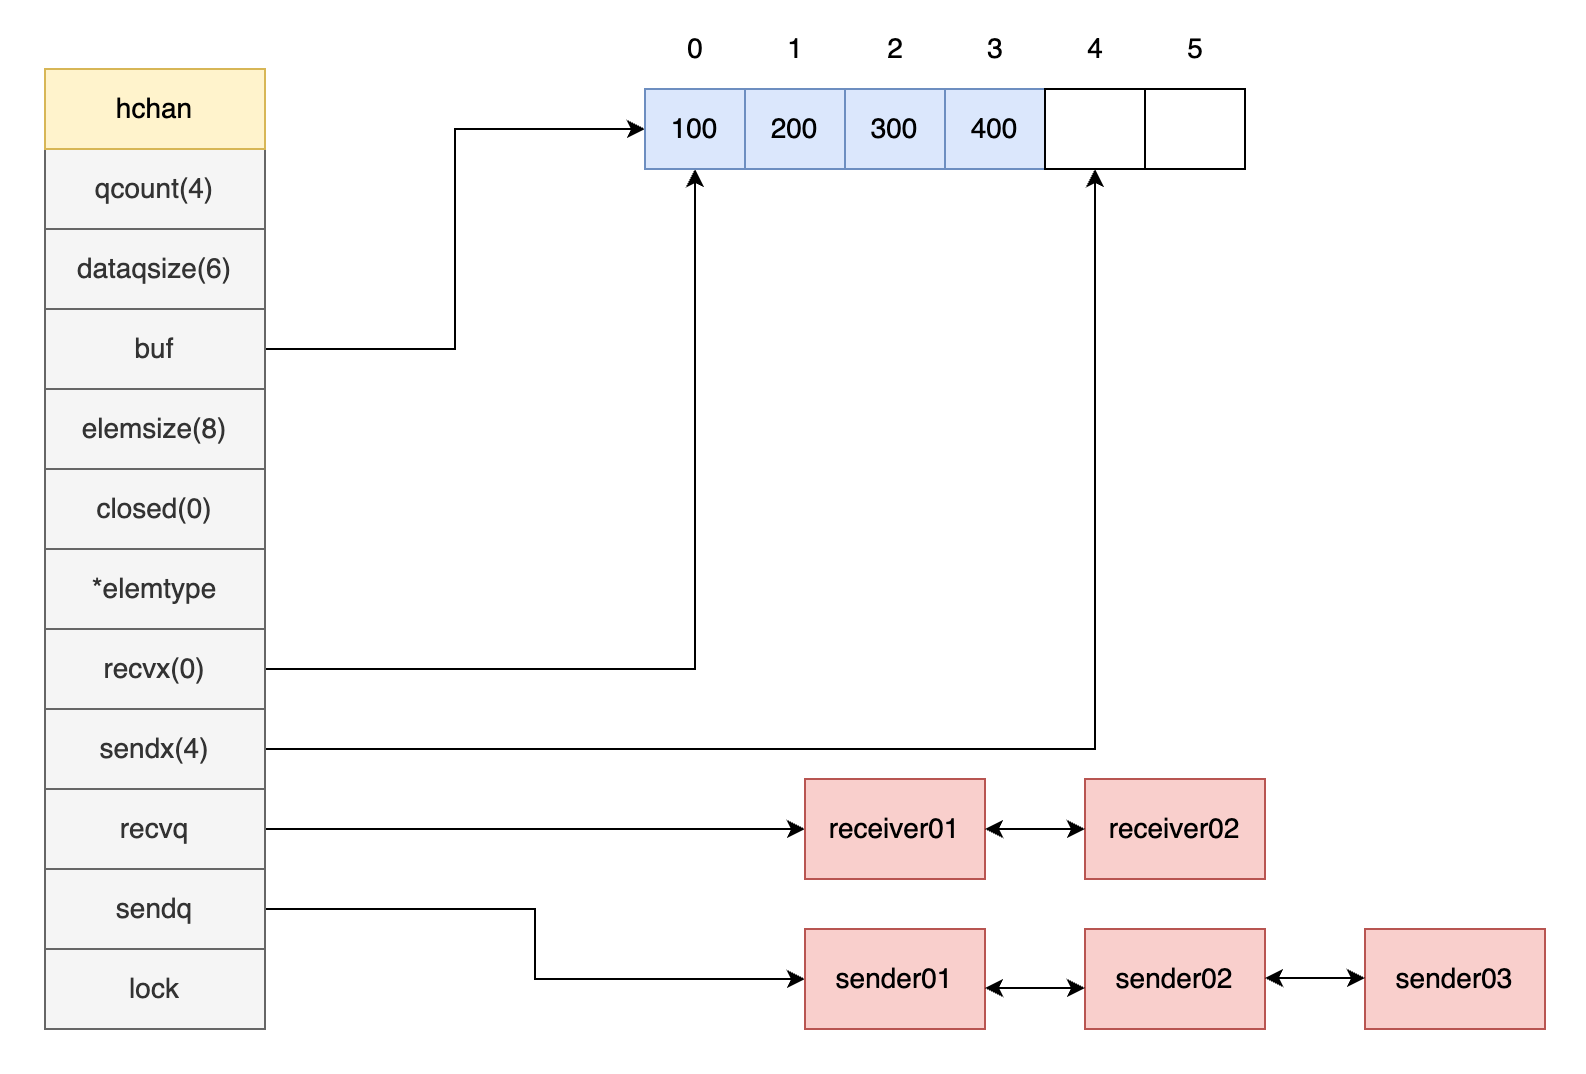 0 1 2 3 4 5
hchan
100 200 300 400
qcount(4)
dataqsize(6)
buf
elemsize(8)
closed(0)
*elemtype
recvx(0)
sendx(4)
recvq
receiver01 receiver02
sendq
sender01 sender02 sender03
lock